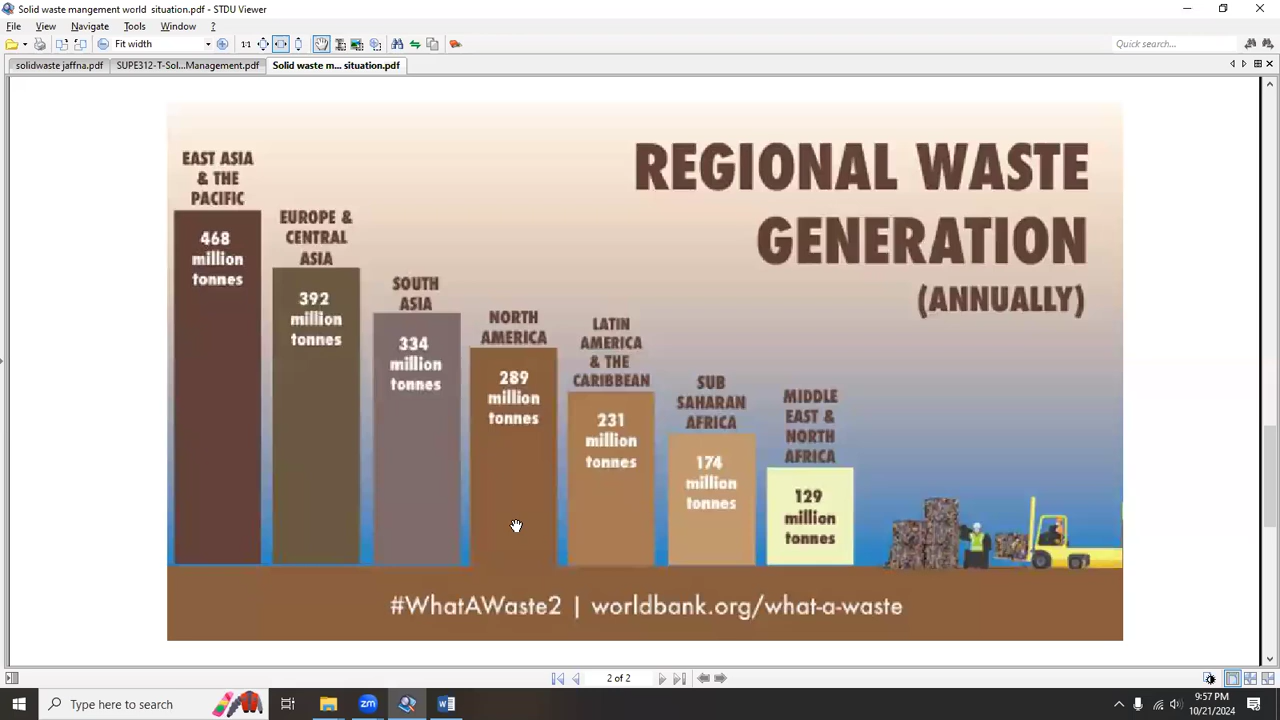 Solid waste mangement world  situation.pdf - STDU Viewer
File View Navigate Tools Window ?
Fit width
1:1
Quick search...
solidwaste jaffna.pdf
SUPE312-T-Sol...Management.pdf
Solid waste m... situation.pdf
REGIONAL WASTE
GENERATION
(ANNUALLY)
EAST ASIA
& THE
PACIFIC
468
million
tonnes
EUROPE &
CENTRAL
ASIA
392
million
tonnes
SOUTH
ASIA
334
million
tonnes
NORTH
AMERICA
289
million
tonnes
LATIN
AMERICA
& THE
CARIBBEAN
231
million
tonnes
SUB
SAHARAN
AFRICA
174
million
tonnes
MIDDLE
EAST &
NORTH
AFRICA
129
million
tonnes
#WhatAWaste2 | worldbank.org/what-a-waste
2 of 2
Type here to search
zm
W
9:57 PM
10/21/2024